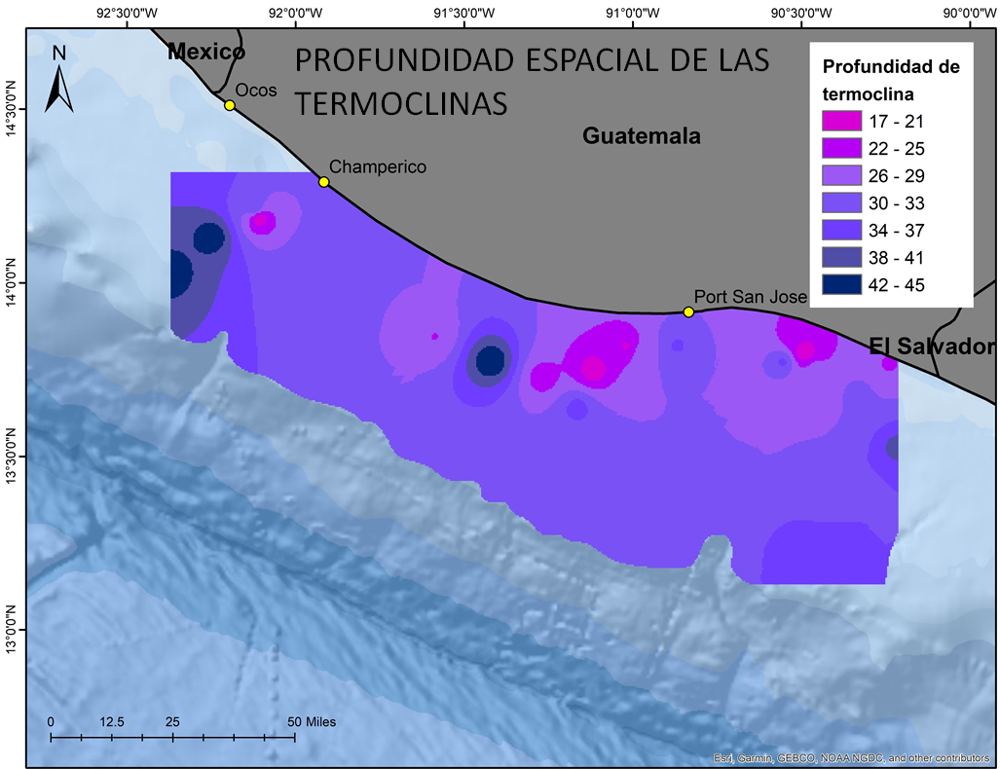 92°30'0"W 92°0'0"W 91°30'0"W 91°0'0"W 90°30'0"W 90°0'0"W
Mexico
N
PROFUNDIDAD ESPACIAL DE LAS
TERMOCLINAS
Profundidad de
termoclina
17 - 21
22 - 25
26 - 29
30 - 33
34 - 37
38 - 41
42 - 45
Ocos
Guatemala
Champerico
Port San Jose
El Salvador
14°30'0"N
14°0'0"N
13°30'0"N
13°0'0"N
0 12.5 25 50 Miles
Esri, Garmin, GEBCO, NOAA NGDC, and other contributors